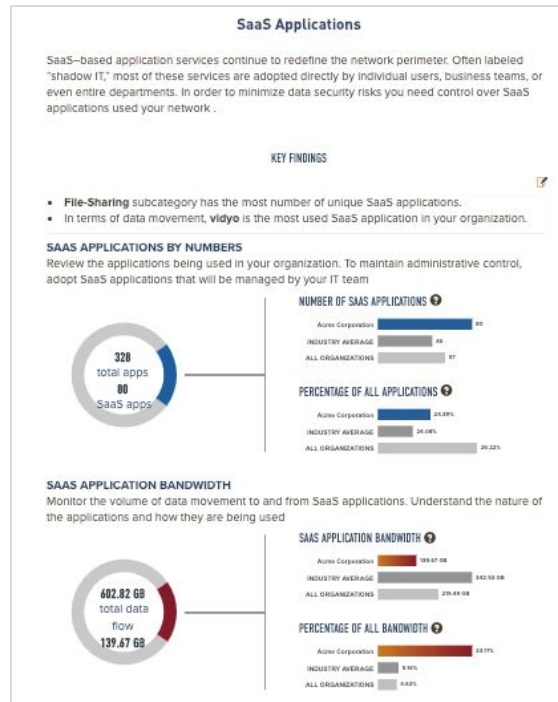 SaaS Applications
SaaS–based application services continue to redefine the network perimeter. Often labeled
"shadow IT," most of these services are adopted directly by individual users, business teams, or
even entire departments. In order to minimize data security risks you need control over SaaS
applications used your network .
KEY FINDINGS
• File-Sharing subcategory has the most number of unique SaaS applications.
• In terms of data movement, vidyo is the most used SaaS application in your organization.
SAAS APPLICATIONS BY NUMBERS
Review the applications being used in your organization. To maintain administrative control,
adopt SaaS applications that will be managed by your IT team
328
total apps
80
SaaS apps
NUMBER OF SAAS APPLICATIONS ?
Acme Corporation 80
INDUSTRY AVERAGE
ALL ORGANIZATIONS 57
PERCENTAGE OF ALL APPLICATIONS ?
Acme Corporation 24.39%
INDUSTRY AVERAGE 24.08%
ALL ORGANIZATIONS
SAAS APPLICATION BANDWIDTH
Monitor the volume of data movement to and from SaaS applications. Understand the nature of
the applications and how they are being used
602.82 GB
total data
flow
139.67 GB
SAAS APPLICATION BANDWIDTH ?
Acme Corporation 139.67 GB
INDUSTRY AVERAGE
ALL ORGANIZATIONS
PERCENTAGE OF ALL BANDWIDTH ?
Acme Corporation 23.17%
INDUSTRY AVERAGE
ALL ORGANIZATIONS